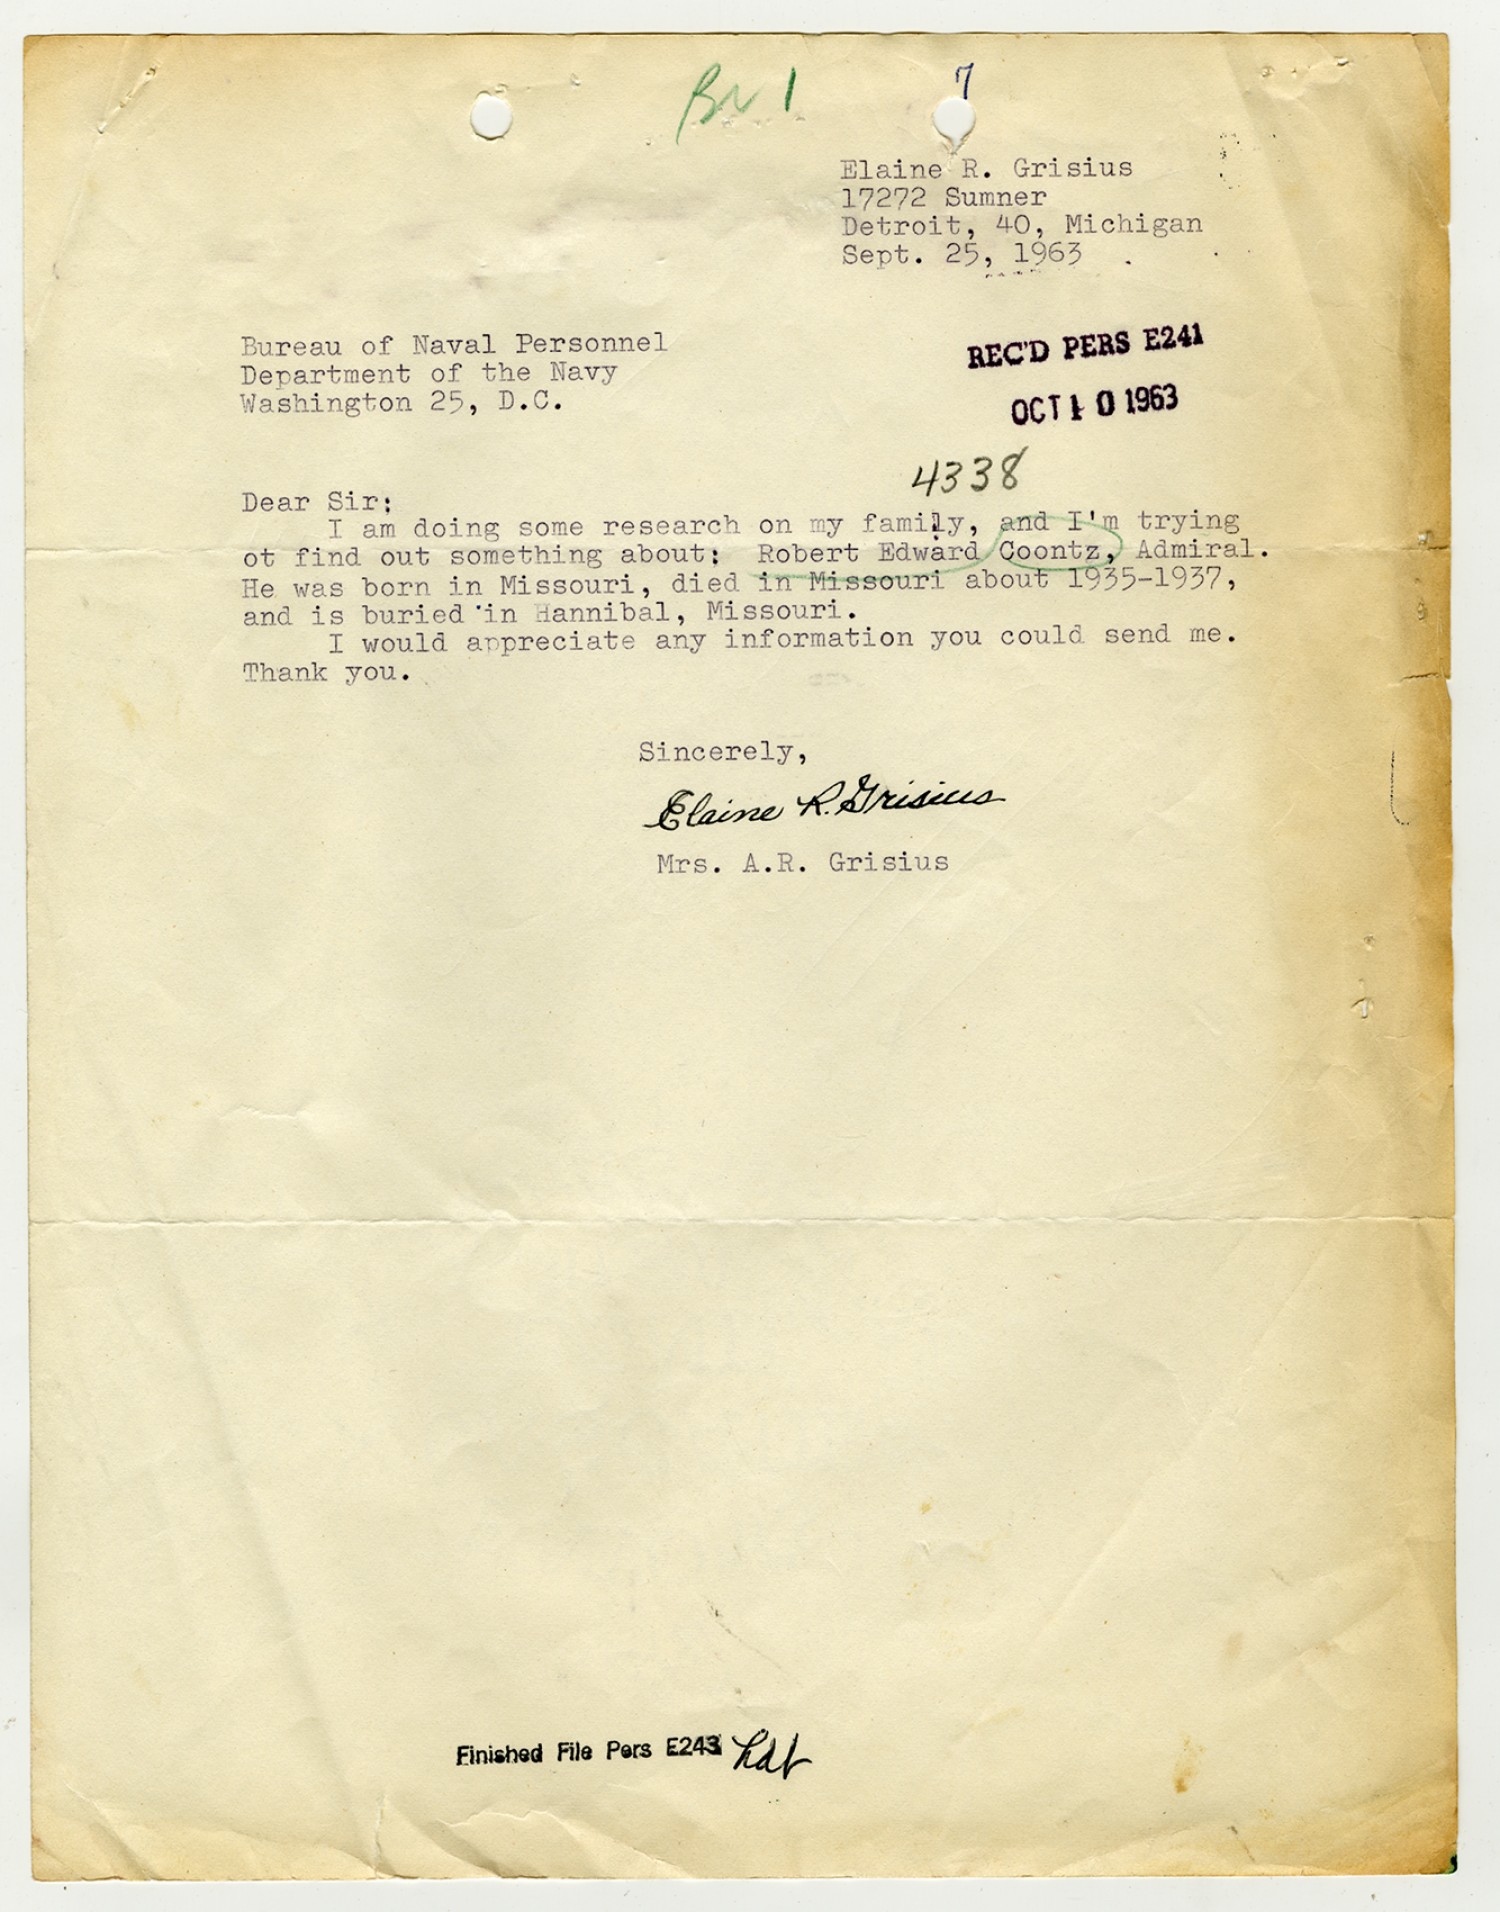 1 7
Elaine R. Grisius
17272 Sumner
Detroit, 40, Michigan
Sept. 25, 1963
Bureau of Naval Personnel
Department of the Navy
Washington 25, D.C.
REC'D PERS E241
OCT 10 1963
4338
Dear Sir:
I am doing some research on my family, and I'm trying
ot find out something about: Robert Edward Coontz, Admiral.
He was born in Missouri, died in Missouri about 1935-1937,
and is buried in Hannibal, Missouri.
I would appreciate any information you could send me.
Thank you.
Sincerely,
Elaine R. Grisius
Mrs. A.R. Grisius
Finished File Pers E243